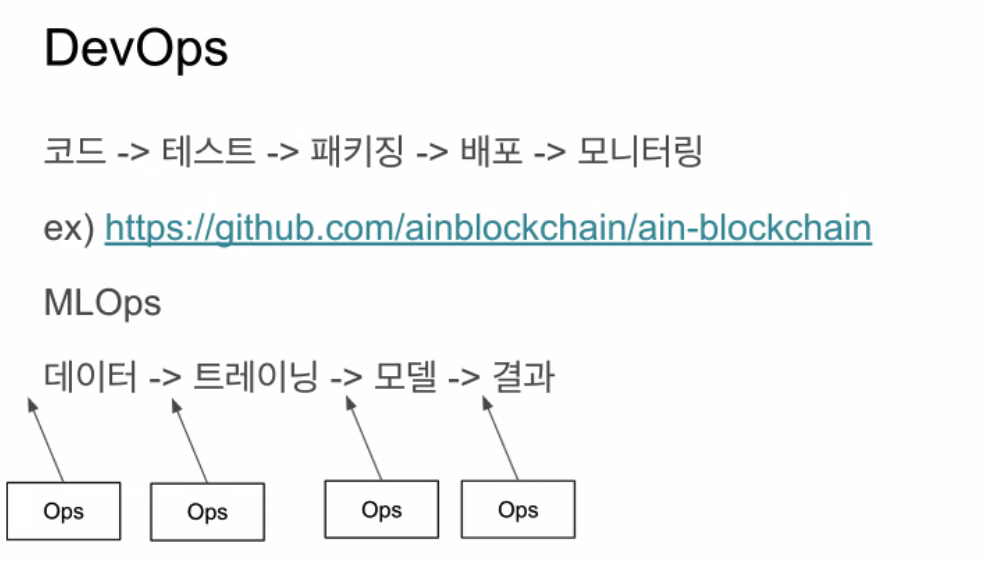 DevOps
코드 -> 테스트 -> 패키징 -> 배포 -> 모니터링
ex) https://github.com/ainblockchain/ain-blockchain
MLOps
데이터 -> 트레이닝 -> 모델 -> 결과
Ops Ops Ops Ops